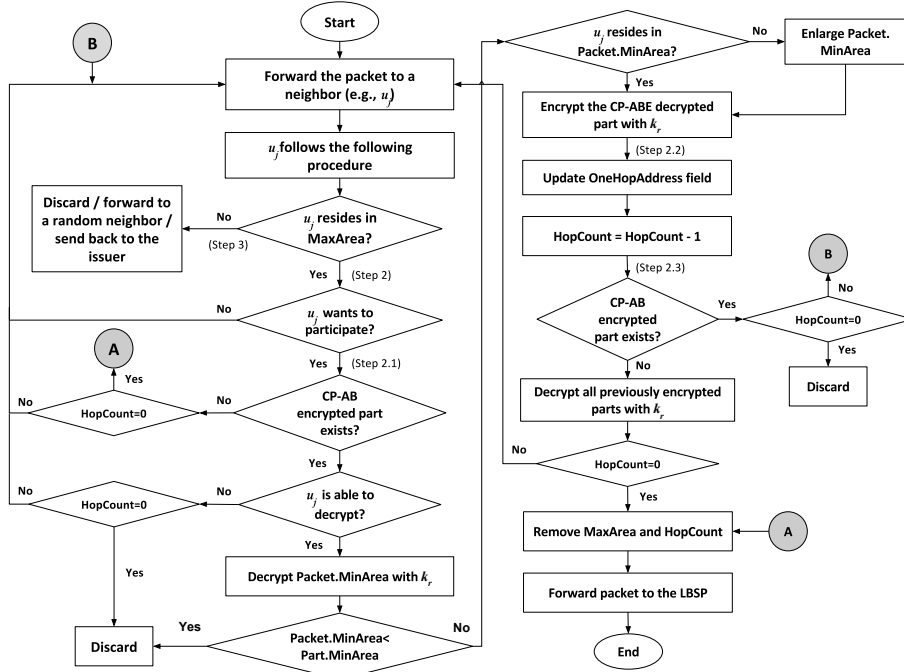 B
Start
Forward the packet to a
neighbor (e.g., u_j)
u_j follows the following
procedure
Discard / forward to
a random neighbor /
send back to the
issuer
No
(Step 3)
u_j resides in
MaxArea?
Yes
(Step 2)
No
u_j wants to
participate?
A
Yes
(Step 2.1)
Yes
No
HopCount=0
No
CP-AB
encrypted part
exists?
Yes
No
HopCount=0
No
u_j is able to
decrypt?
Yes
Yes
Decrypt Packet.MinArea with k_r
Discard
Yes
Packet.MinArea<
Part.MinArea
No
u_j resides in
Packet.MinArea?
No
Enlarge Packet.
MinArea
Yes
Encrypt the CP-ABE decrypted
part with k_r
(Step 2.2)
Update OneHopAddress field
HopCount = HopCount - 1
(Step 2.3)
B
No
CP-AB
encrypted
part exists?
Yes
HopCount=0
Yes
Discard
No
Decrypt all previously encrypted
parts with k_r
No
HopCount=0
Yes
Remove MaxArea and HopCount
A
Forward packet to the LBSP
End